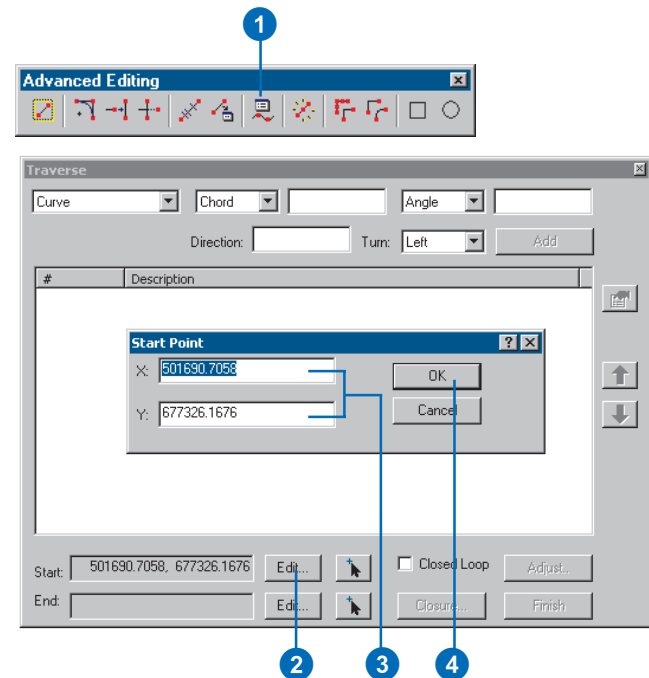 1
Advanced Editing
Traverse
Curve Chord Angle
Direction: Turn: Left Add
# Description
Start Point
X: 501690.7058 OK
Y: 677326.1676 Cancel
Start: 501690.7058, 677326.1676 Edit... Closed Loop Adjust..
End: Edit... Closure... Finish
2 3 4